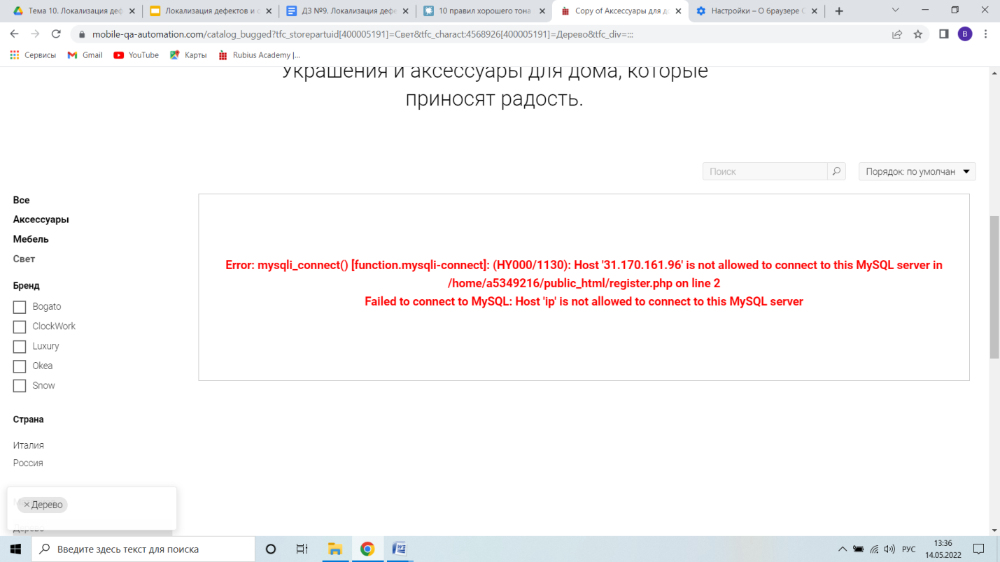 Тема 10. Локализация деф
Локализация дефектов и с
ДЗ №9. Локализация дефе
10 правил хорошего тона
Copy of Аксессуары для до
Настройки – О браузере C
mobile-qa-automation.com/catalog_bugged?tfc_storepartuid[400005191]=Свет&tfc_charact:4568926[400005191]=Дерево&tfc_div=:::
B
Сервисы
Gmail
YouTube
Карты
Rubius Academy |...
Украшения и аксессуары для дома, которые
приносят радость.
Поиск
Порядок: по умолчан
Все
Аксессуары
Мебель
Свет
Бренд
Bogato
ClockWork
Luxury
Okea
Snow
Страна
Италия
Россия
Error: mysqli_connect() [function.mysqli-connect]: (HY000/1130): Host '31.170.161.96' is not allowed to connect to this MySQL server in
/home/a5349216/public_html/register.php on line 2
Failed to connect to MySQL: Host 'ip' is not allowed to connect to this MySQL server
× Дерево
Дерево
Введите здесь текст для поиска
РУС
13:36
14.05.2022